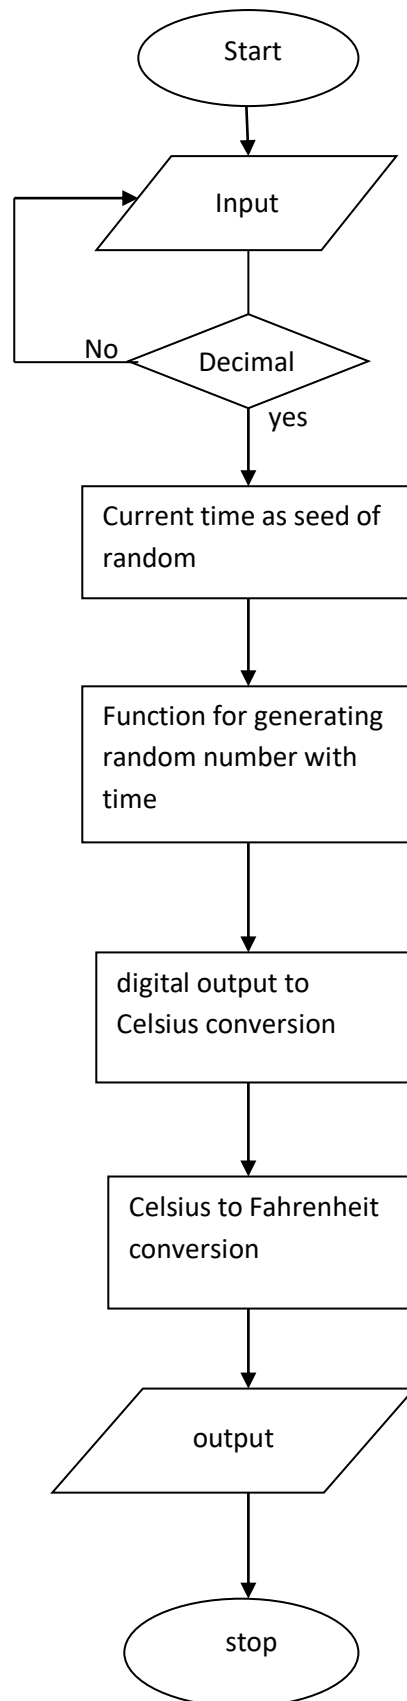 Start
Input
No
Decimal
yes
Current time as seed of
random
Function for generating
random number with
time
digital output to
Celsius conversion
Celsius to Fahrenheit
conversion
output
stop